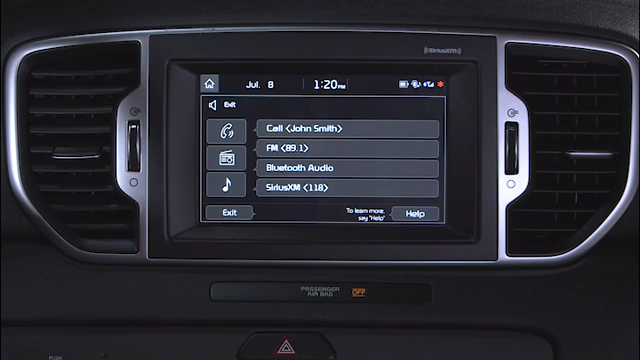 ((SiriusXM))
Jul. 8 1:20PM
Exit
Call <John Smith>
FM <89.1>
Bluetooth Audio
SiriusXM <118>
Exit
To learn more,
say "Help"
Help
PASSENGER
AIR BAG OFF
PUSH